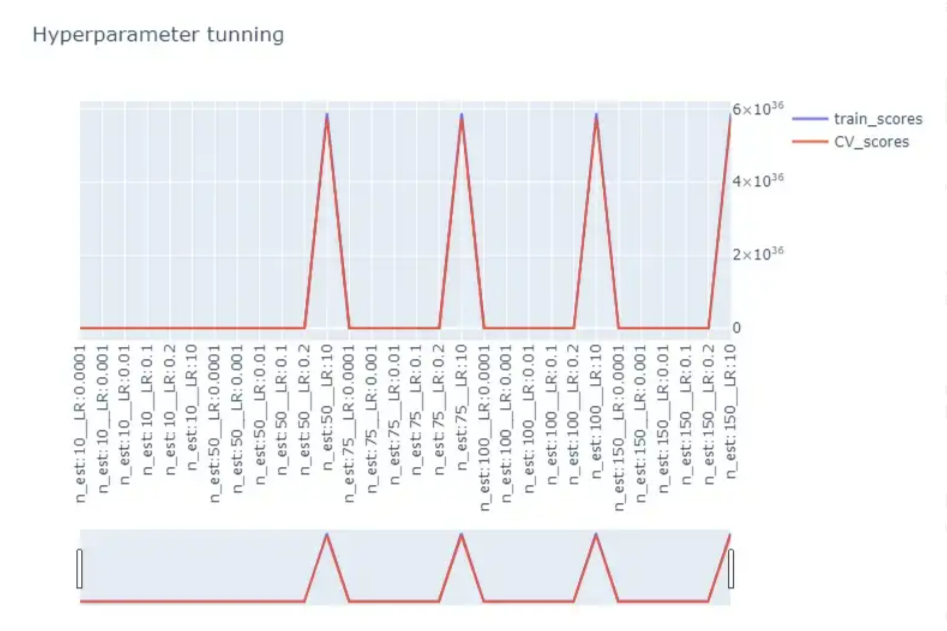 Hyperparameter tunning
6×10³⁶
4×10³⁶
2×10³⁶
0
train_scores
CV_scores
n_est:10__LR:0.0001
n_est:10__LR:0.001
n_est:10__LR:0.01
n_est:10__LR:0.1
n_est:10__LR:0.2
n_est:10__LR:10
n_est:50__LR:0.0001
n_est:50__LR:0.001
n_est:50__LR:0.01
n_est:50__LR:0.1
n_est:50__LR:0.2
n_est:50__LR:10
n_est:75__LR:0.0001
n_est:75__LR:0.001
n_est:75__LR:0.01
n_est:75__LR:0.1
n_est:75__LR:0.2
n_est:75__LR:10
n_est:100__LR:0.0001
n_est:100__LR:0.001
n_est:100__LR:0.01
n_est:100__LR:0.1
n_est:100__LR:0.2
n_est:100__LR:10
n_est:150__LR:0.0001
n_est:150__LR:0.001
n_est:150__LR:0.01
n_est:150__LR:0.1
n_est:150__LR:0.2
n_est:150__LR:10